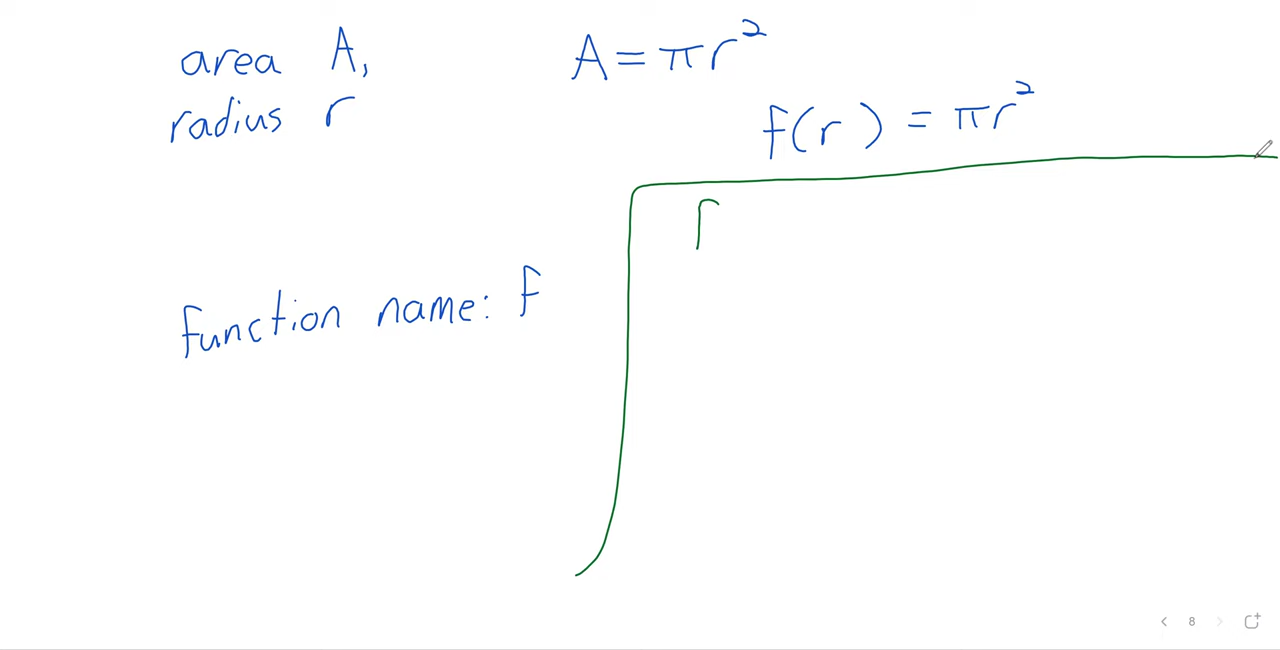 area A,
radius r
A = πr²
f(r) = πr²
r
function name: f
8